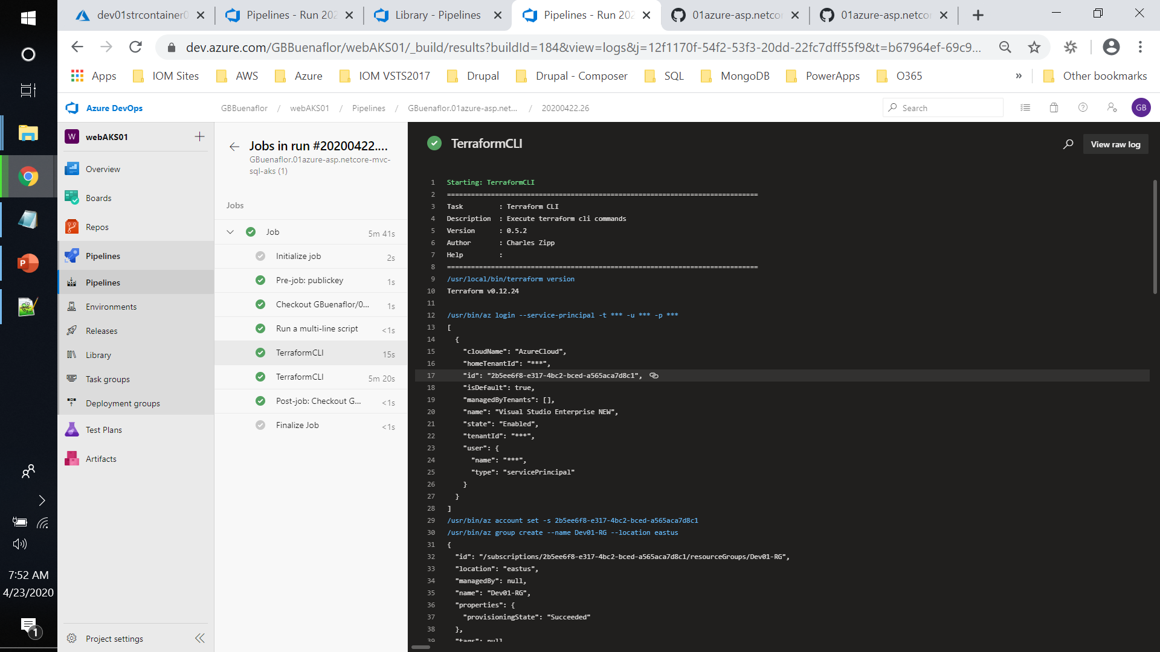 dev01strcontainer0
Pipelines - Run 202
Library - Pipelines
Pipelines - Run 202
01azure-asp.netcor
01azure-asp.netcor
dev.azure.com/GBBuenaflor/webAKS01/_build/results?buildId=184&view=logs&j=12f1170f-54f2-53f3-20dd-22fc7dff55f9&t=b67964ef-69c9...
Apps
IOM Sites
AWS
Azure
IOM VSTS2017
Drupal
Drupal - Composer
SQL
MongoDB
PowerApps
O365
»
Other bookmarks
Azure DevOps
GBBuenaflor / webAKS01 / Pipelines / GBuenaflor.01azure-asp.net... / 20200422.26
Search
GB
W webAKS01
Overview
Boards
Repos
Pipelines
Pipelines
Environments
Releases
Library
Task groups
Deployment groups
Test Plans
Artifacts
Project settings
Jobs in run #20200422....
GBuenaflor.01azure-asp.netcore-mvc-
sql-aks (1)
Jobs
Job 5m 41s
Initialize job 2s
Pre-job: publickey 1s
Checkout GBuenaflor/0... 1s
Run a multi-line script <1s
TerraformCLI 15s
TerraformCLI 5m 20s
Post-job: Checkout G... <1s
Finalize Job <1s
TerraformCLI
View raw log
1 Starting: TerraformCLI
2 ==============================================================================
3 Task : Terraform CLI
4 Description : Execute terraform cli commands
5 Version : 0.5.2
6 Author : Charles Zipp
7 Help :
8 ==============================================================================
9 /usr/local/bin/terraform version
10 Terraform v0.12.24
11
12 /usr/bin/az login --service-principal -t *** -u *** -p ***
13 [
14 {
15 "cloudName": "AzureCloud",
16 "homeTenantId": "***",
17 "id": "2b5ee6f8-e317-4bc2-bced-a565aca7d8c1",
18 "isDefault": true,
19 "managedByTenants": [],
20 "name": "Visual Studio Enterprise NEW",
21 "state": "Enabled",
22 "tenantId": "***",
23 "user": {
24 "name": "***",
25 "type": "servicePrincipal"
26 }
27 }
28 ]
29 /usr/bin/az account set -s 2b5ee6f8-e317-4bc2-bced-a565aca7d8c1
30 /usr/bin/az group create --name Dev01-RG --location eastus
31 {
32 "id": "/subscriptions/2b5ee6f8-e317-4bc2-bced-a565aca7d8c1/resourceGroups/Dev01-RG",
33 "location": "eastus",
34 "managedBy": null,
35 "name": "Dev01-RG",
36 "properties": {
37 "provisioningState": "Succeeded"
38 },
39 "tags": null
7:52 AM
4/23/2020
1